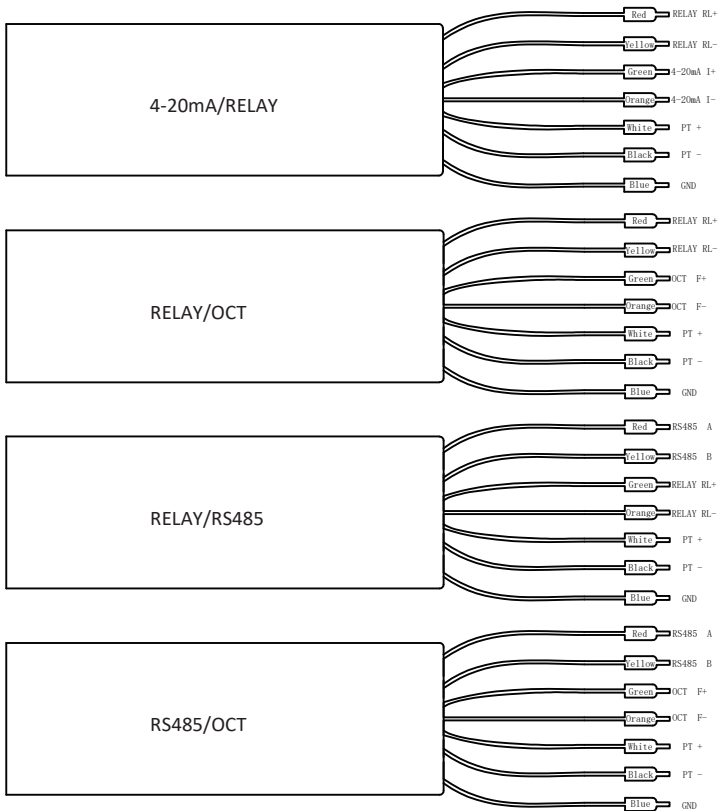 Red RELAY RL+
Yellow RELAY RL-
Green 4-20mA I+
4-20mA/RELAY Orange 4-20mA I-
White PT +
Black PT -
Blue GND
Red RELAY RL+
Yellow RELAY RL-
Green OCT F+
RELAY/OCT Orange OCT F-
White PT +
Black PT -
Blue GND
Red RS485 A
Yellow RS485 B
Green RELAY RL+
RELAY/RS485 Orange RELAY RL-
White PT +
Black PT -
Blue GND
Red RS485 A
Yellow RS485 B
Green OCT F+
RS485/OCT Orange OCT F-
White PT +
Black PT -
Blue GND